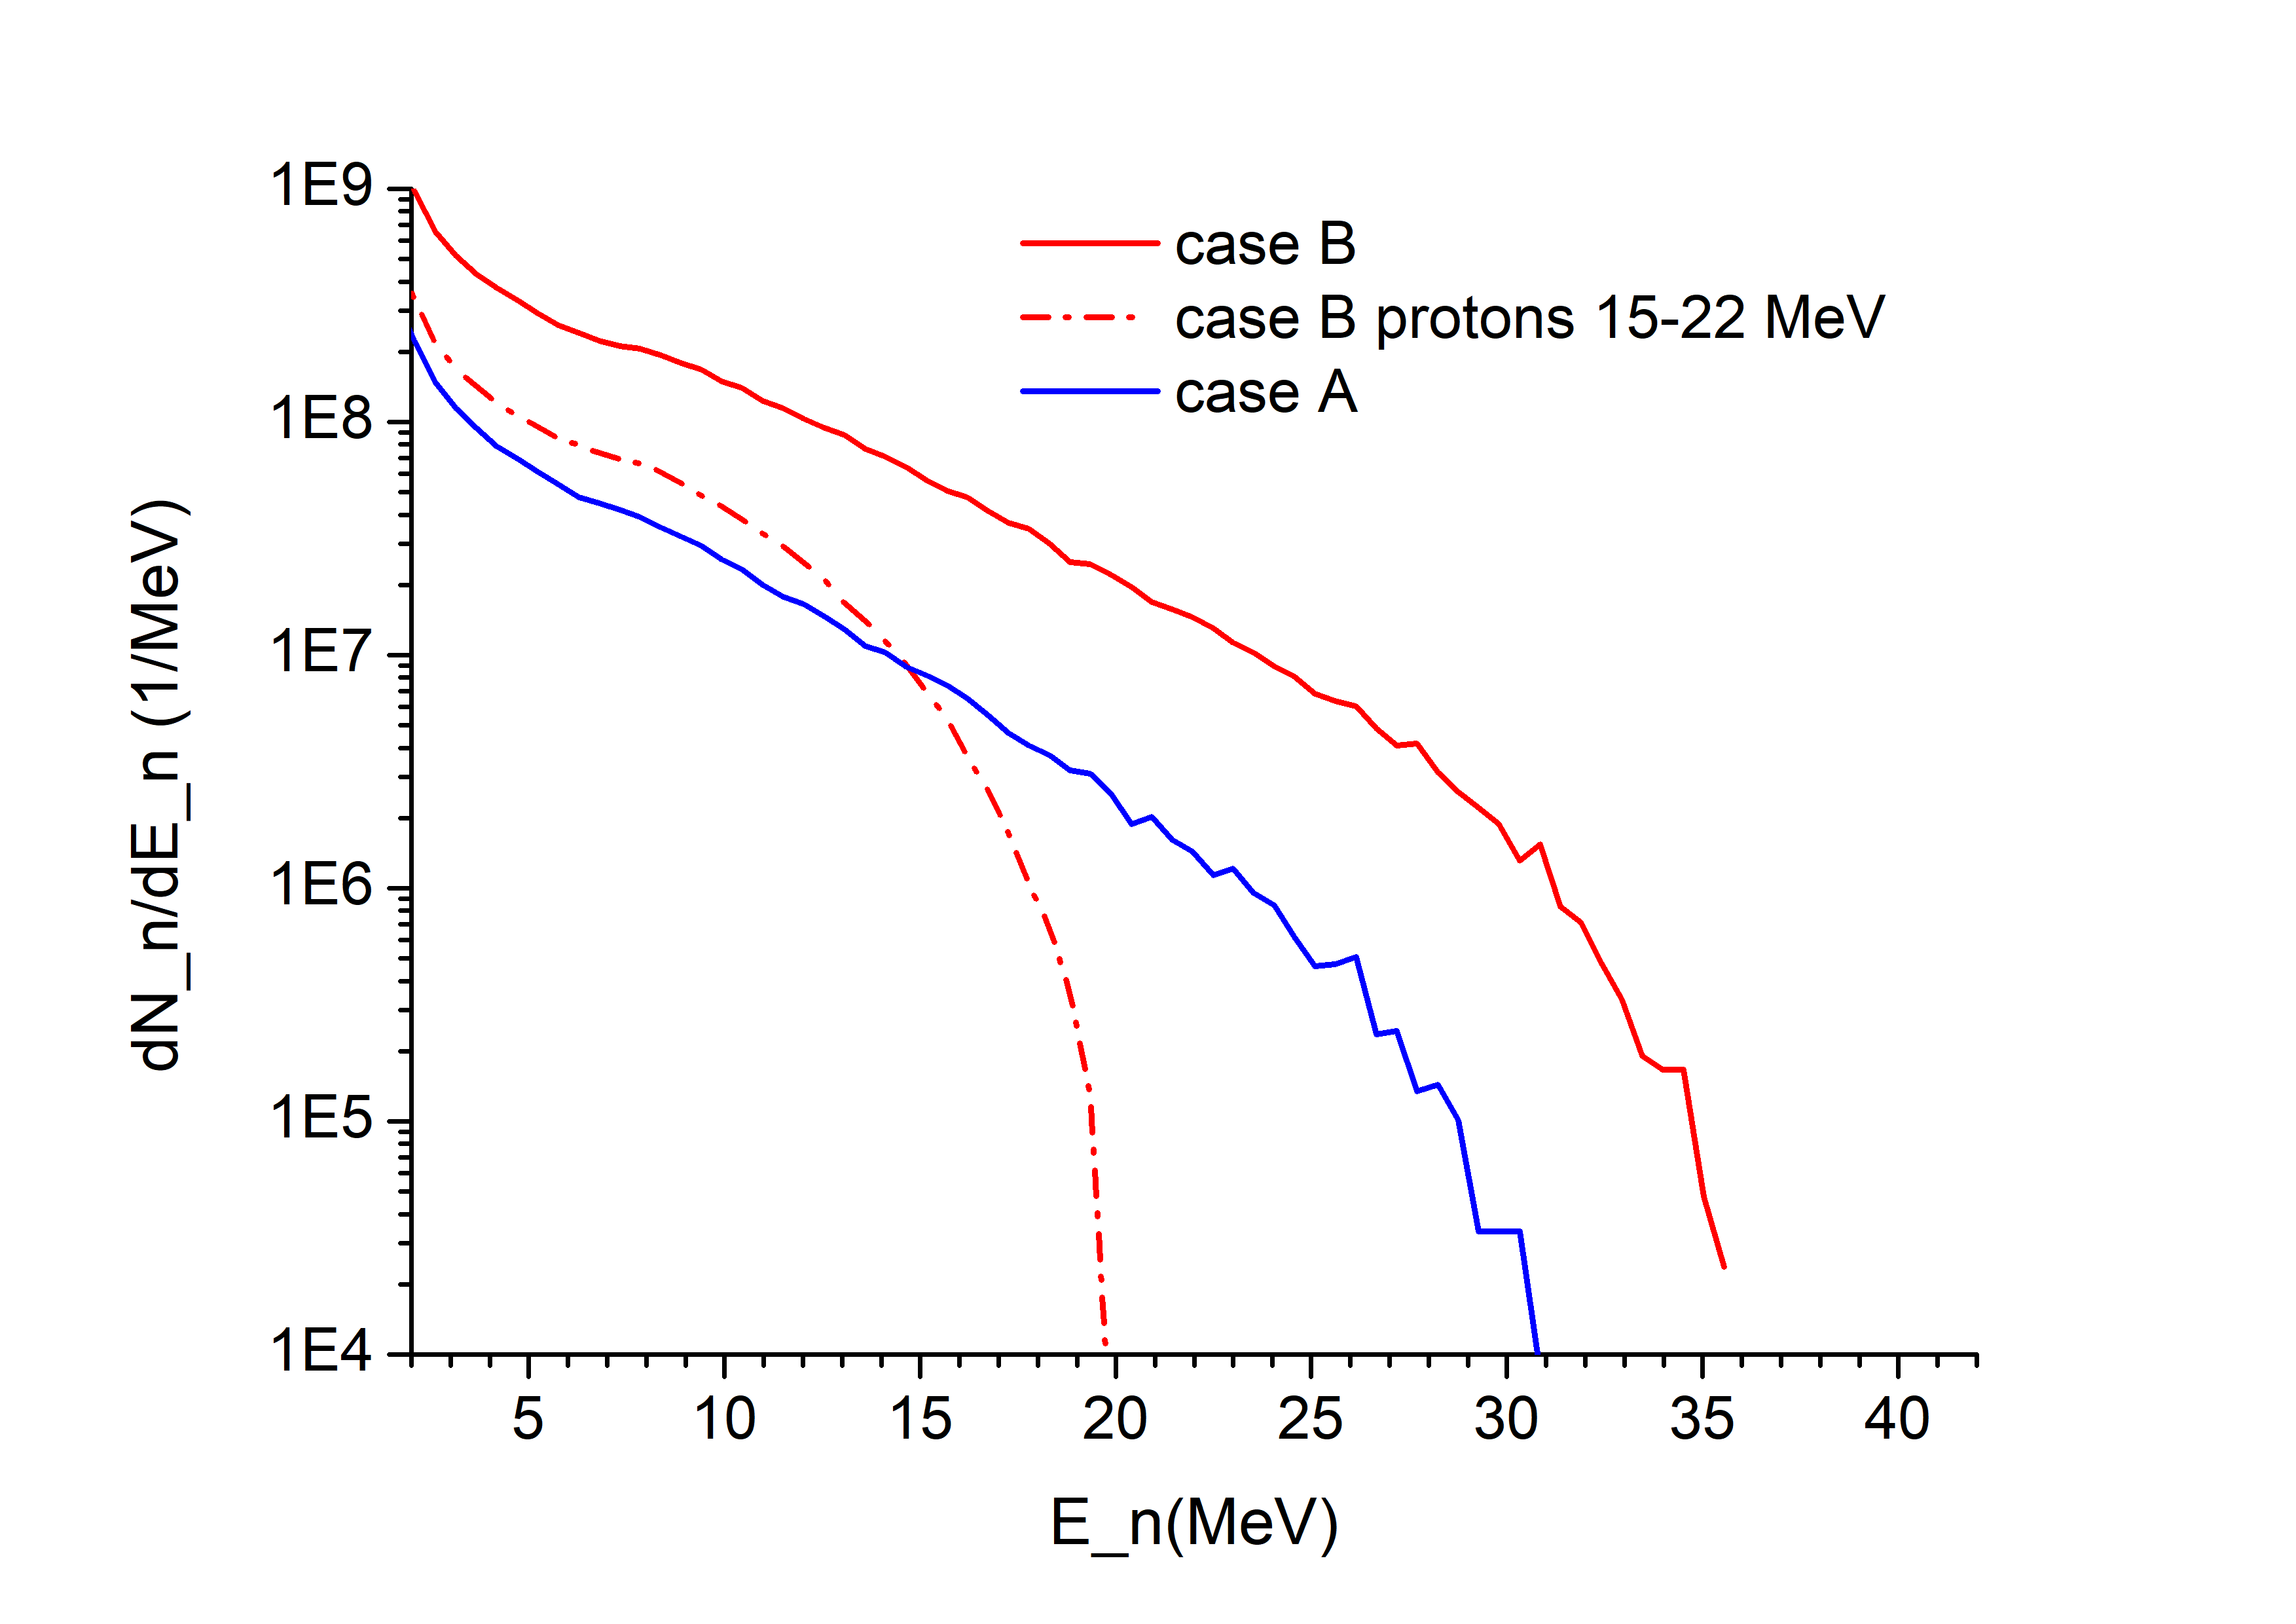 case B
case B protons 15-22 MeV
case A
dN_n/dE_n (1/MeV)
1E9
1E8
1E7
1E6
1E5
1E4
5 10 15 20 25 30 35 40
E_n(MeV)